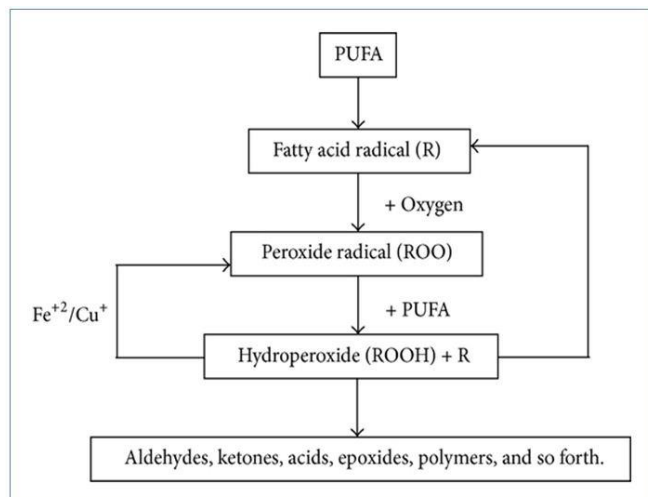 PUFA
Fatty acid radical (R)
+ Oxygen
Peroxide radical (ROO)
Fe+2/Cu+
+ PUFA
Hydroperoxide (ROOH) + R
Aldehydes, ketones, acids, epoxides, polymers, and so forth.